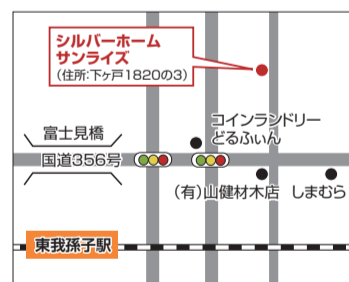 シルバーホーム
サンライズ
(住所:下ヶ戸1820の3)
コインランドリー
どるふぃん
富士見橋
国道356号
(有)山健材木店
しまむら
東我孫子駅